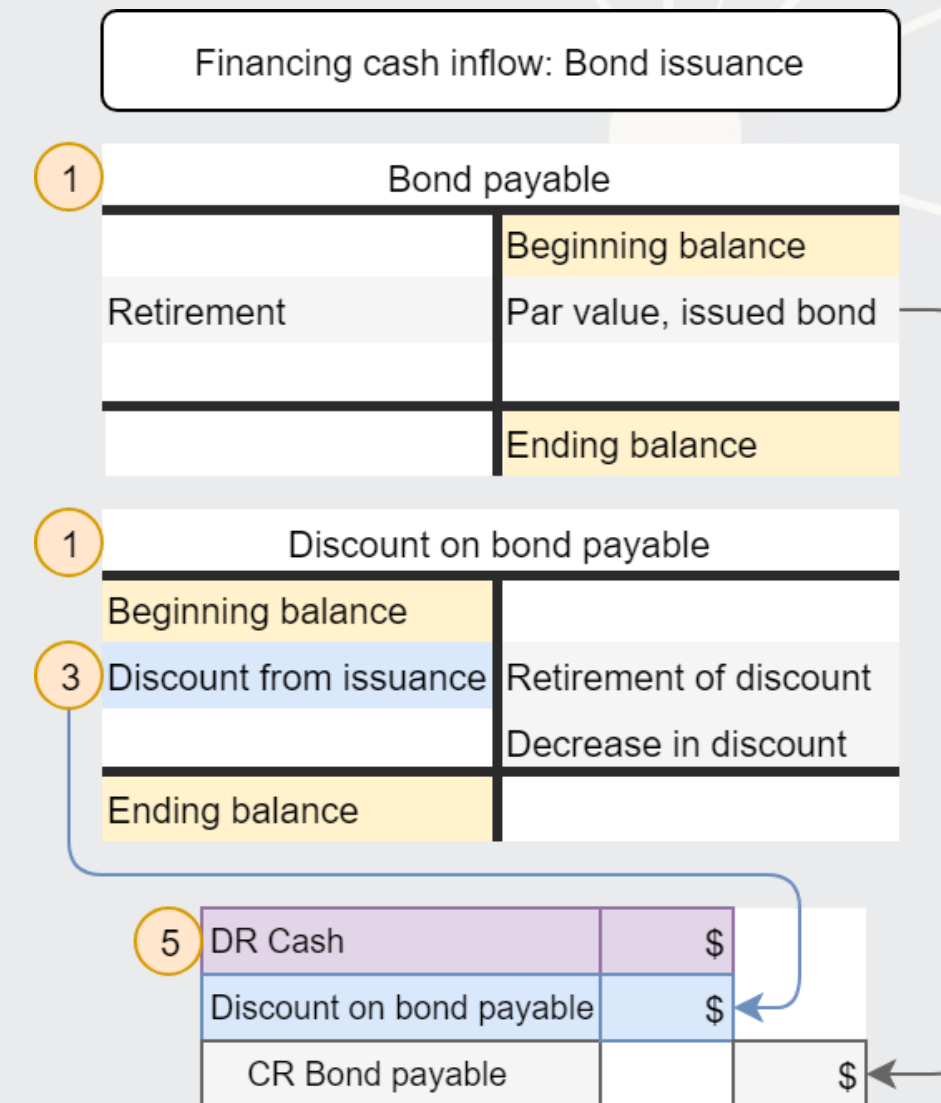 Financing cash inflow: Bond issuance
1
Bond payable
Beginning balance
Retirement
Par value, issued bond
Ending balance
1
Discount on bond payable
Beginning balance
3
Discount from issuance
Retirement of discount
Decrease in discount
Ending balance
5
DR Cash
$
Discount on bond payable
$
CR Bond payable
$